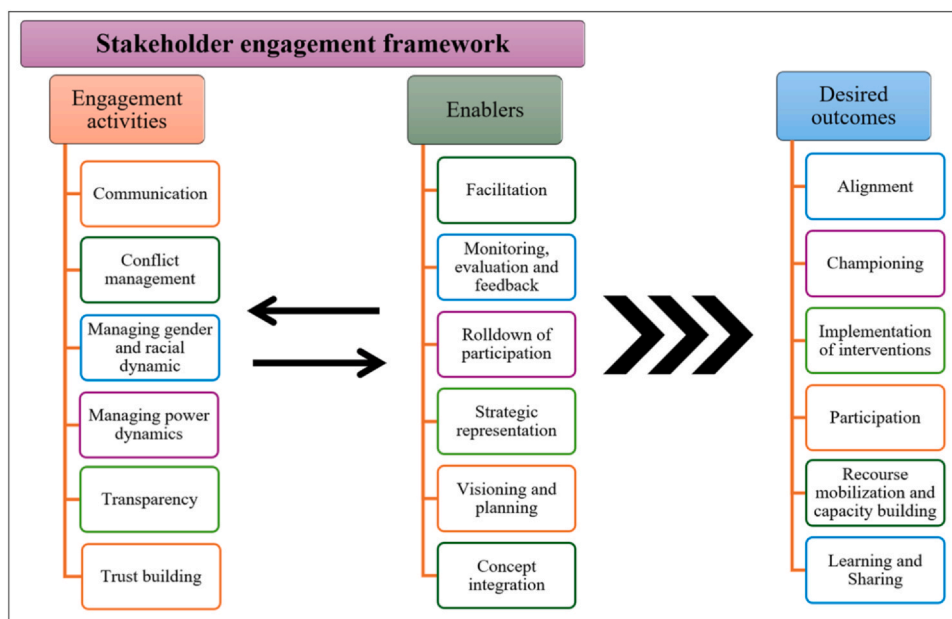 Stakeholder engagement framework
Engagement
activities
Communication
Conflict
management
Managing gender
and racial
dynamic
Managing power
dynamics
Transparency
Trust building
Enablers
Facilitation
Monitoring,
evaluation and
feedback
Rolldown of
participation
Strategic
representation
Visioning and
planning
Concept
integration
Desired
outcomes
Alignment
Championing
Implementation
of interventions
Participation
Recourse
mobilization and
capacity building
Learning and
Sharing